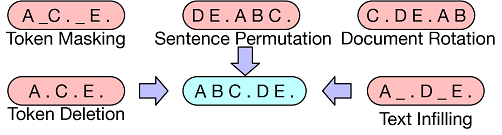 A _ C . _ E .
Token Masking
D E . A B C .
Sentence Permutation
C . D E . A B
Document Rotation
A . C . E .
Token Deletion
A B C . D E .
A _ . D _ E .
Text Infilling